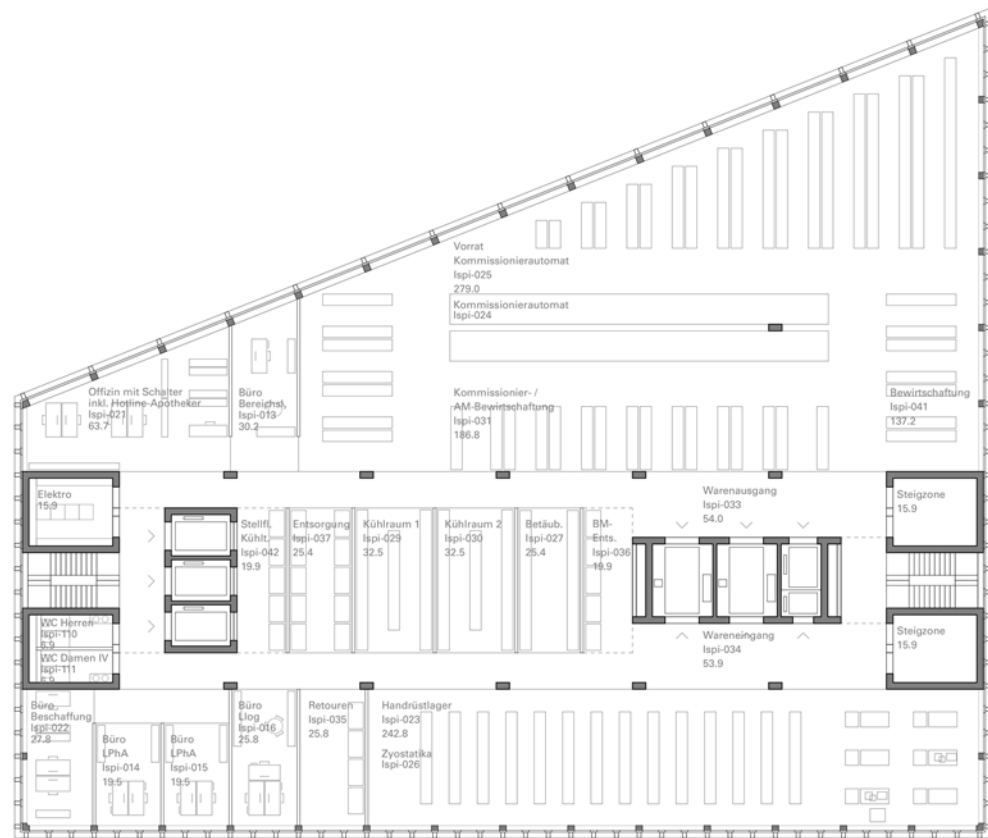 Vorrat
Kommissionierautomat
Ispi-025
279.0
Kommissionierautomat
Ispi-024
Offizin mit Schalter
inkl. Hotline-Apotheker
Ispi-021
63.7
Büro
Bereichsl.
Ispi-013
30.2
Kommissionier- /
AM-Bewirtschaftung
Ispi-031
186.8
Bewirtschaftung
Ispi-041
137.2
Elektro
15.9
Stellfl.
Kühlt.
Ispi-042
19.9
Entsorgung
Ispi-037
25.4
Kühlraum 1
Ispi-029
32.5
Kühlraum 2
Ispi-030
32.5
Betäub.
Ispi-027
25.4
BM-
Ents.
Ispi-036
19.9
Warenausgang
Ispi-033
54.0
Steigzone
15.9
WC Herren
Ispi-110
6.9
WC Damen IV
Ispi-111
6.9
Wareneingang
Ispi-034
53.9
Steigzone
15.9
Büro
Beschaffung
Ispi-022
27.8
Büro
LPhA
Ispi-014
19.5
Büro
LPhA
Ispi-015
19.5
Büro
Llog
Ispi-016
25.8
Retouren
Ispi-035
25.8
Handrüstlager
Ispi-023
242.8
Zyostatika
Ispi-026